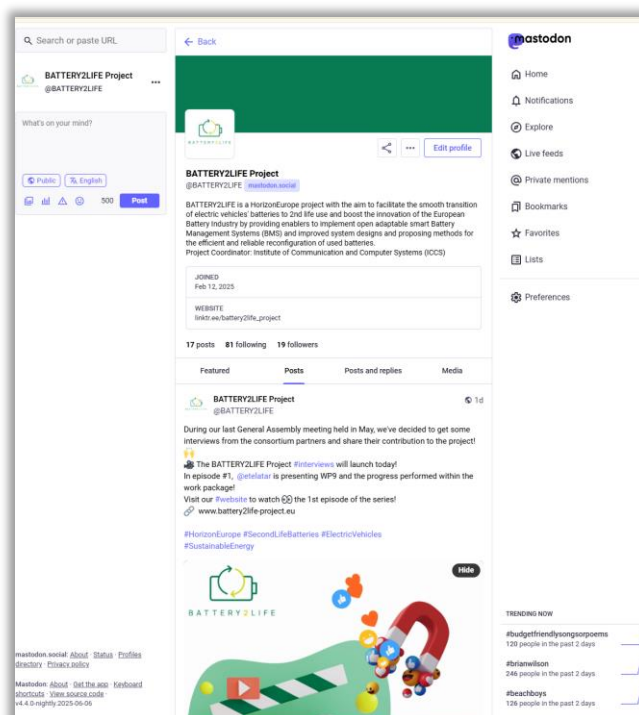 Search or paste URL
BATTERY2LIFE Project
@BATTERY2LIFE
What's on your mind?
Public
English
500
Post
mastodon.social: About · Status · Profiles
directory · Privacy policy
Mastodon: About · Get the app · Keyboard
shortcuts · View source code ·
v4.4.0-nightly.2025-06-06
Back
BATTERY2LIFE
Edit profile
BATTERY2LIFE Project
@BATTERY2LIFE mastodon.social
BATTERY2LIFE is a HorizonEurope project with the aim to facilitate the smooth transition
of electric vehicles' batteries to 2nd life use and boost the innovation of the European
Battery Industry by providing enablers to implement open adaptable smart Battery
Management Systems (BMS) and improved system designs and proposing methods for
the efficient and reliable reconfiguration of used batteries.
Project Coordinator: Institute of Communication and Computer Systems (ICCS)
JOINED
Feb 12, 2025
WEBSITE
linktr.ee/battery2life_project
17 posts 81 following 19 followers
Featured Posts Posts and replies Media
BATTERY2LIFE Project
@BATTERY2LIFE
1d
During our last General Assembly meeting held in May, we've decided to get some
interviews from the consortium partners and share their contribution to the project!
The BATTERY2LIFE Project #interviews will launch today!
In episode #1, @etelatar is presenting WP9 and the progress performed within the
work package!
Visit our #website to watch the 1st episode of the series!
www.battery2life-project.eu
#HorizonEurope #SecondLifeBatteries #ElectricVehicles
#SustainableEnergy
Hide
BATTERY2LIFE
mastodon
Home
Notifications
Explore
Live feeds
Private mentions
Bookmarks
Favorites
Lists
Preferences
TRENDING NOW
#budgetfriendlysongsorpoems
120 people in the past 2 days
#brianwilson
246 people in the past 2 days
#beachboys
126 people in the past 2 days